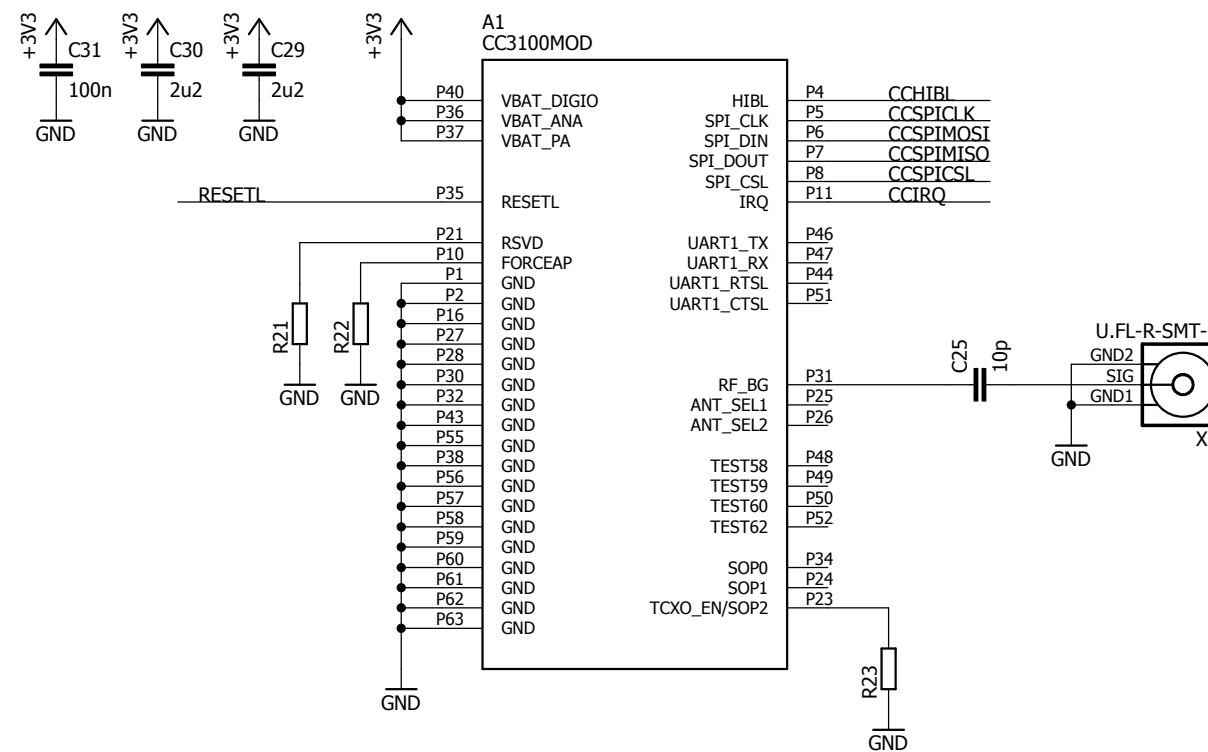 +3V3
C31
100n
GND
+3V3
C30
2u2
GND
+3V3
C29
2u2
GND
+3V3
A1
CC3100MOD
P40 VBAT_DIGIO
P36 VBAT_ANA
P37 VBAT_PA
RESETL P35 RESETL
P21 RSVD
P10 FORCEAP
P1 GND
P2 GND
P16 GND
P27 GND
P28 GND
P30 GND
P32 GND
P43 GND
P55 GND
P38 GND
P56 GND
P57 GND
P58 GND
P59 GND
P60 GND
P61 GND
P62 GND
P63 GND
R21
GND
R22
GND
GND
HIBL P4 CCHIBL
SPI_CLK P5 CCSPICLK
SPI_DIN P6 CCSPIMOSI
SPI_DOUT P7 CCSPIMISO
SPI_CSL P8 CCSPICSL
IRQ P11 CCIRQ
UART1_TX P46
UART1_RX P47
UART1_RTSL P44
UART1_CTSL P51
RF_BG P31
ANT_SEL1 P25
ANT_SEL2 P26
TEST58 P48
TEST59 P49
TEST60 P50
TEST62 P52
SOP0 P34
SOP1 P24
TCXO_EN/SOP2 P23
C25
10p
U.FL-R-SMT-
GND2
SIG
GND1
X
GND
R23
GND